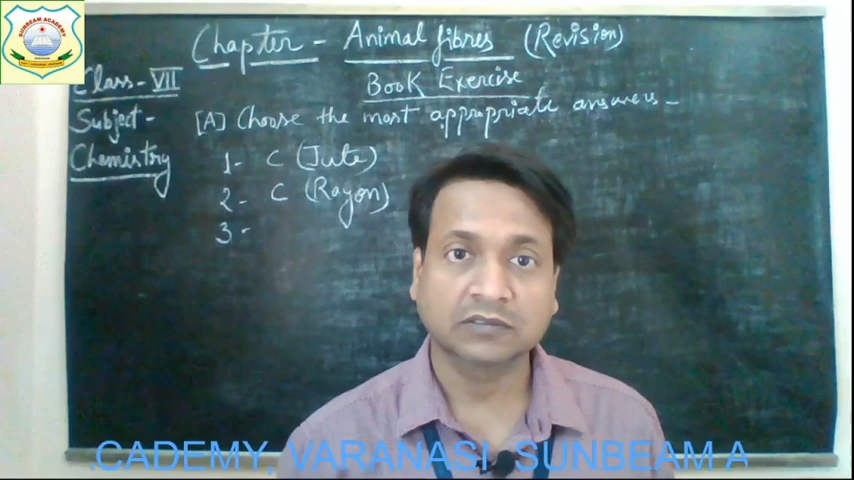 SUNBEAM ACADEMY
Chapter - Animal fibres (Revision)
Class - VII
Book Exercise
Subject -
[A] Choose the most appropriate answers -
Chemistry
1- C (Jute)
2- C (Rayon)
3-
.CADEMY, VARANASI, SUNBEAM A